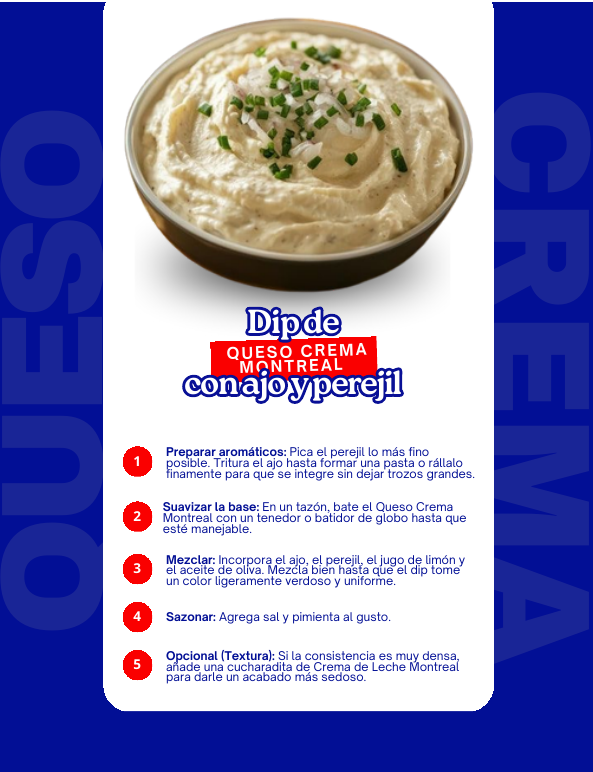 Dip de
QUESO CREMA
MONTREAL
con ajo y perejil
QUESO
CREMA
1
Preparar aromáticos: Pica el perejil lo más fino
posible. Tritura el ajo hasta formar una pasta o rállalo
finamente para que se integre sin dejar trozos grandes.
2
Suavizar la base: En un tazón, bate el Queso Crema
Montreal con un tenedor o batidor de globo hasta que
esté manejable.
3
Mezclar: Incorpora el ajo, el perejil, el jugo de limón y
el aceite de oliva. Mezcla bien hasta que el dip tome
un color ligeramente verdoso y uniforme.
4
Sazonar: Agrega sal y pimienta al gusto.
5
Opcional (Textura): Si la consistencia es muy densa,
añade una cucharadita de Crema de Leche Montreal
para darle un acabado más sedoso.